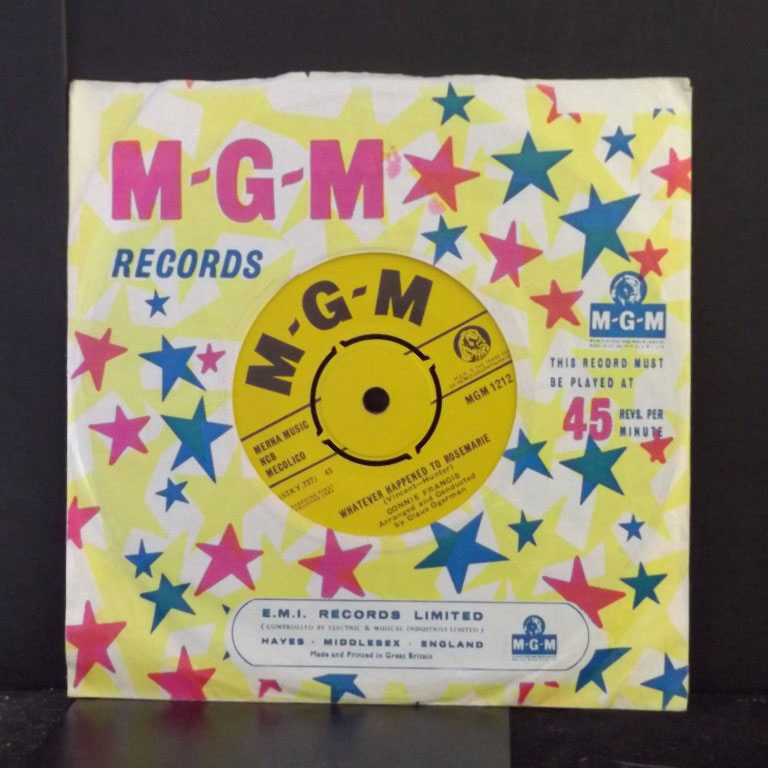 M-G-M
RECORDS
M-G-M
THIS RECORD MUST
BE PLAYED AT
45 REVS. PER
MINUTE
M-G-M
MGM 1212
MERNA MUSIC
NCB
MECOLICO
45
WHATEVER HAPPENED TO ROSEMARIE
(Vincent—Hunter)
CONNIE FRANCIS
Arranged and Conducted
by Claus Ogerman
E.M.I. RECORDS LIMITED
(CONTROLLED BY ELECTRIC & MUSICAL INDUSTRIES LIMITED)
HAYES · MIDDLESEX · ENGLAND
Made and Printed in Great Britain
M-G-M